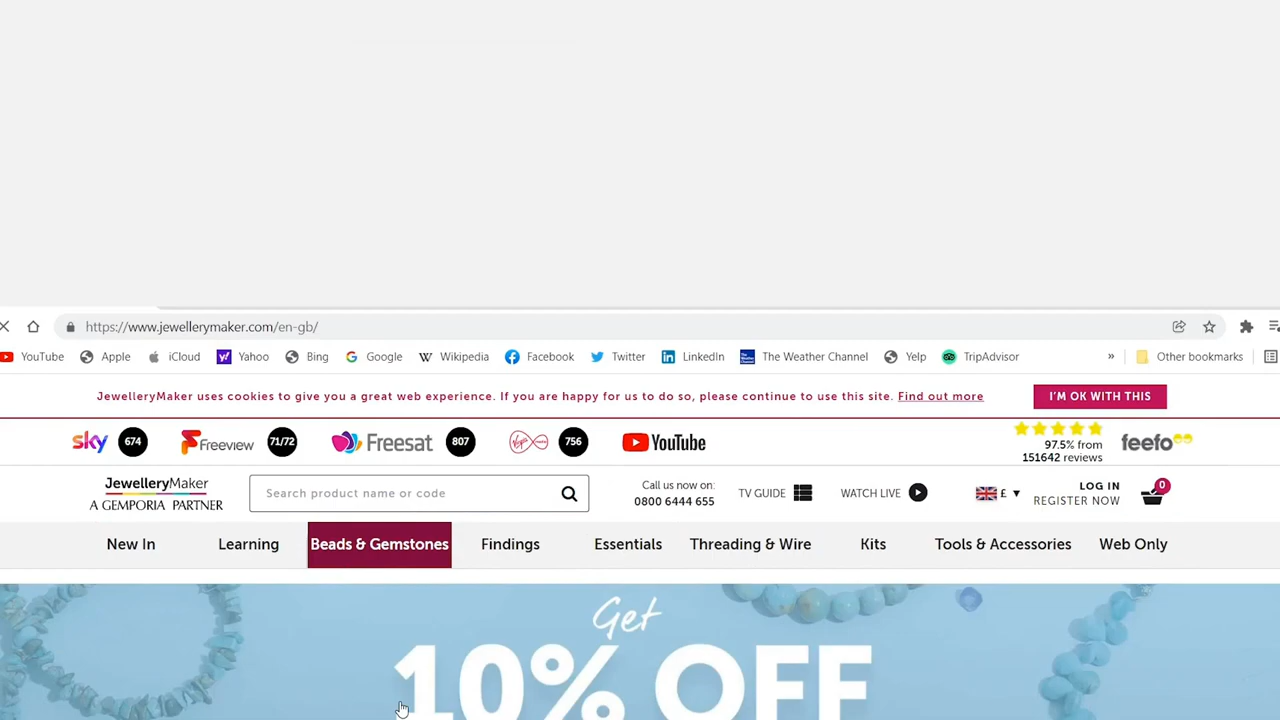 https://www.jewellerymaker.com/en-gb/
YouTube Apple iCloud Yahoo Bing Google Wikipedia Facebook Twitter LinkedIn The Weather Channel Yelp TripAdvisor » Other bookmarks
JewelleryMaker uses cookies to give you a great web experience. If you are happy for us to do so, please continue to use this site. Find out more I'M OK WITH THIS
sky 674 Freeview 71/72 Freesat 807 Virgin media 756 YouTube
97.5% from
151642 reviews
feefo
JewelleryMaker
A GEMPORIA PARTNER
Search product name or code
Call us now on:
0800 6444 655
TV GUIDE
WATCH LIVE
£
LOG IN
REGISTER NOW
0
New In Learning Beads & Gemstones Findings Essentials Threading & Wire Kits Tools & Accessories Web Only
Get
10% OFF